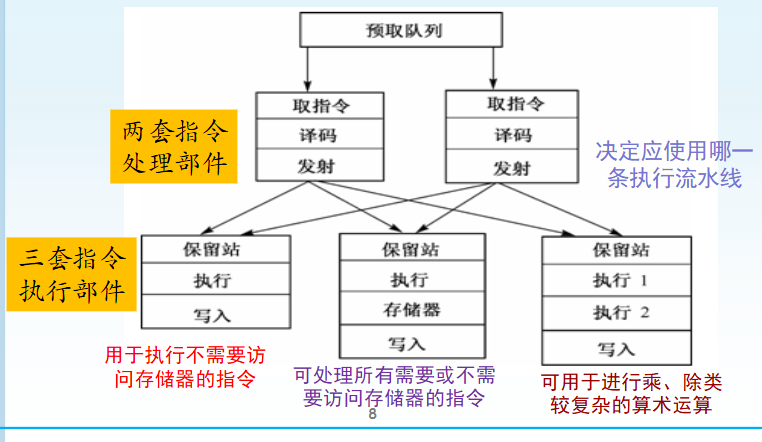 预取队列
取指令
译码
发射
取指令
译码
发射
两套指令
处理部件
决定应使用哪一
条执行流水线
三套指令
执行部件
保留站
执行
写入
保留站
执行
存储器
写入
保留站
执行 1
执行 2
写入
用于执行不需要访
问存储器的指令
可处理所有需要或不需
要访问存储器的指令
可用于进行乘、除类
较复杂的算术运算
8